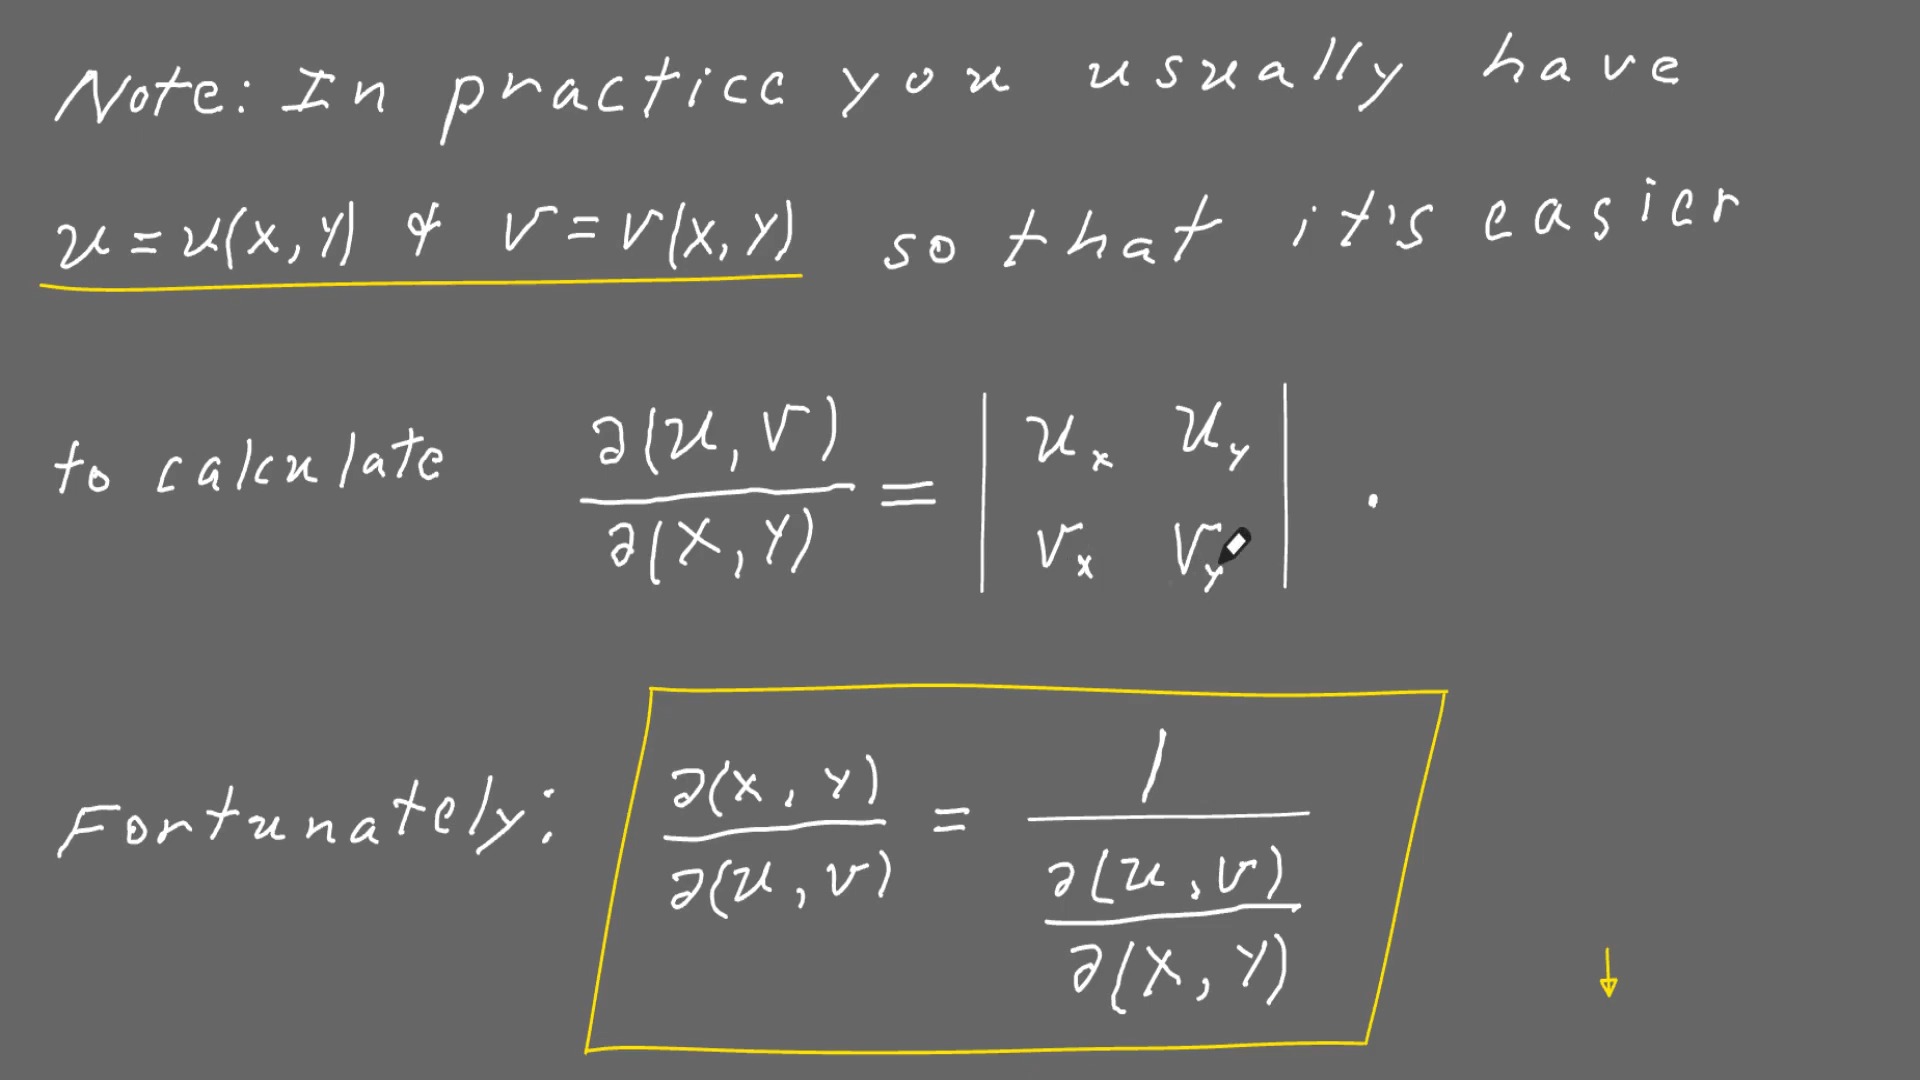 Note: In practice you usually have
u = u(x, y) & v = v(x, y) so that it's easier
to calculate ∂(u, v)/∂(x, y) = | u_x u_y ; v_x v_y | .
Fortunately: ∂(x, y)/∂(u, v) = 1/(∂(u, v)/∂(x, y))
↓